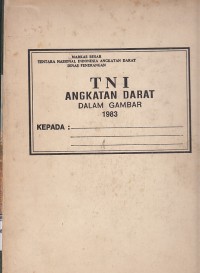 MARKAS BESAR
TENTARA NASIONAL INDONESIA ANGKATAN DARAT
DINAS PENERANGAN
TNI
ANGKATAN DARAT
DALAM GAMBAR
1983
KEPADA :